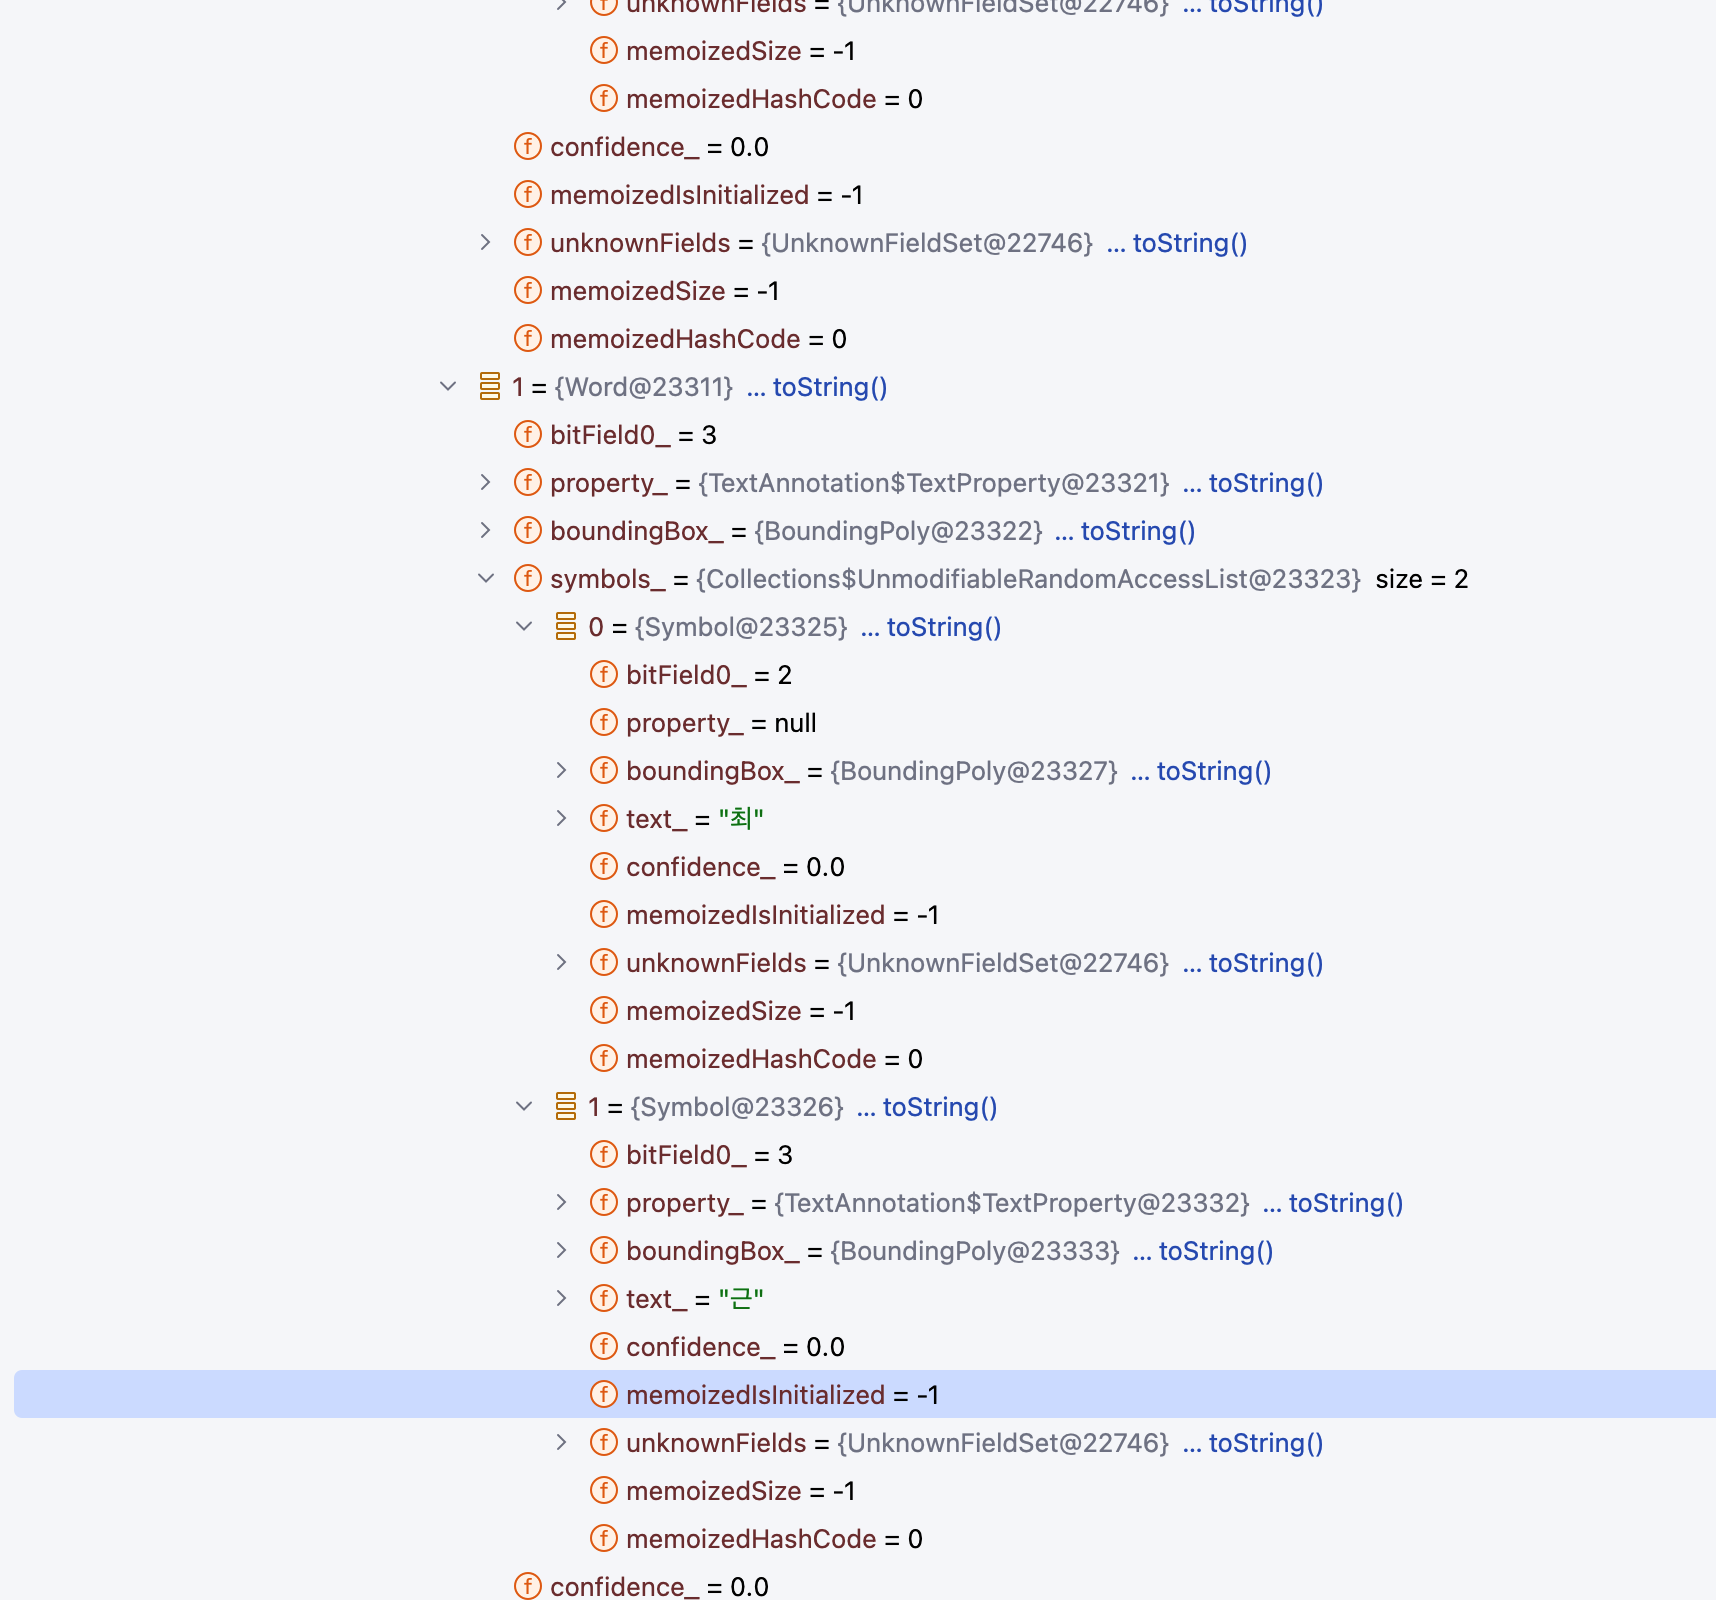 unknownFields = {UnknownFieldSet@22746} ... toString()
memoizedSize = -1
memoizedHashCode = 0
confidence_ = 0.0
memoizedIsInitialized = -1
unknownFields = {UnknownFieldSet@22746} ... toString()
memoizedSize = -1
memoizedHashCode = 0
1 = {Word@23311} ... toString()
bitField0_ = 3
property_ = {TextAnnotation$TextProperty@23321} ... toString()
boundingBox_ = {BoundingPoly@23322} ... toString()
symbols_ = {Collections$UnmodifiableRandomAccessList@23323} size = 2
0 = {Symbol@23325} ... toString()
bitField0_ = 2
property_ = null
boundingBox_ = {BoundingPoly@23327} ... toString()
text_ = "최"
confidence_ = 0.0
memoizedIsInitialized = -1
unknownFields = {UnknownFieldSet@22746} ... toString()
memoizedSize = -1
memoizedHashCode = 0
1 = {Symbol@23326} ... toString()
bitField0_ = 3
property_ = {TextAnnotation$TextProperty@23332} ... toString()
boundingBox_ = {BoundingPoly@23333} ... toString()
text_ = "근"
confidence_ = 0.0
memoizedIsInitialized = -1
unknownFields = {UnknownFieldSet@22746} ... toString()
memoizedSize = -1
memoizedHashCode = 0
confidence_ = 0.0